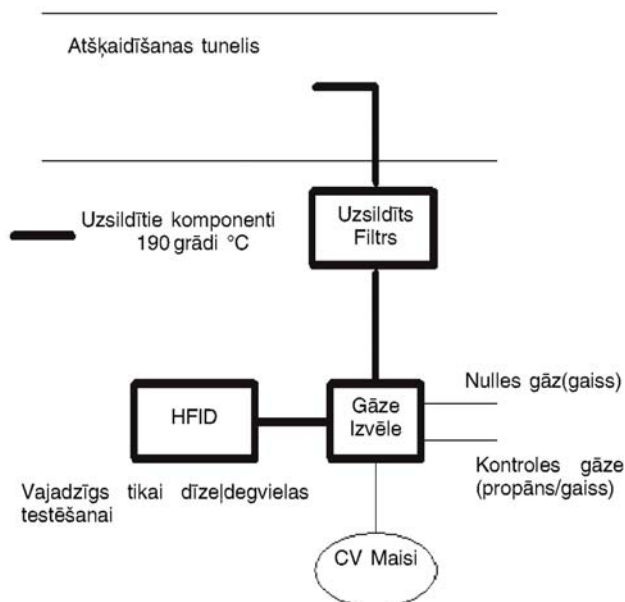 Atšķaidīšanas tunelis
Uzsildītie komponenti
190 grādi °C
Uzsildīts
Filtrs
HFID
Gāze
Izvēle
Nulles gāz(gaiss)
Kontroles gāze
(propāns/gaiss)
Vajadzīgs tikai dīzeļdegvielas
testēšanai
CV Maisi